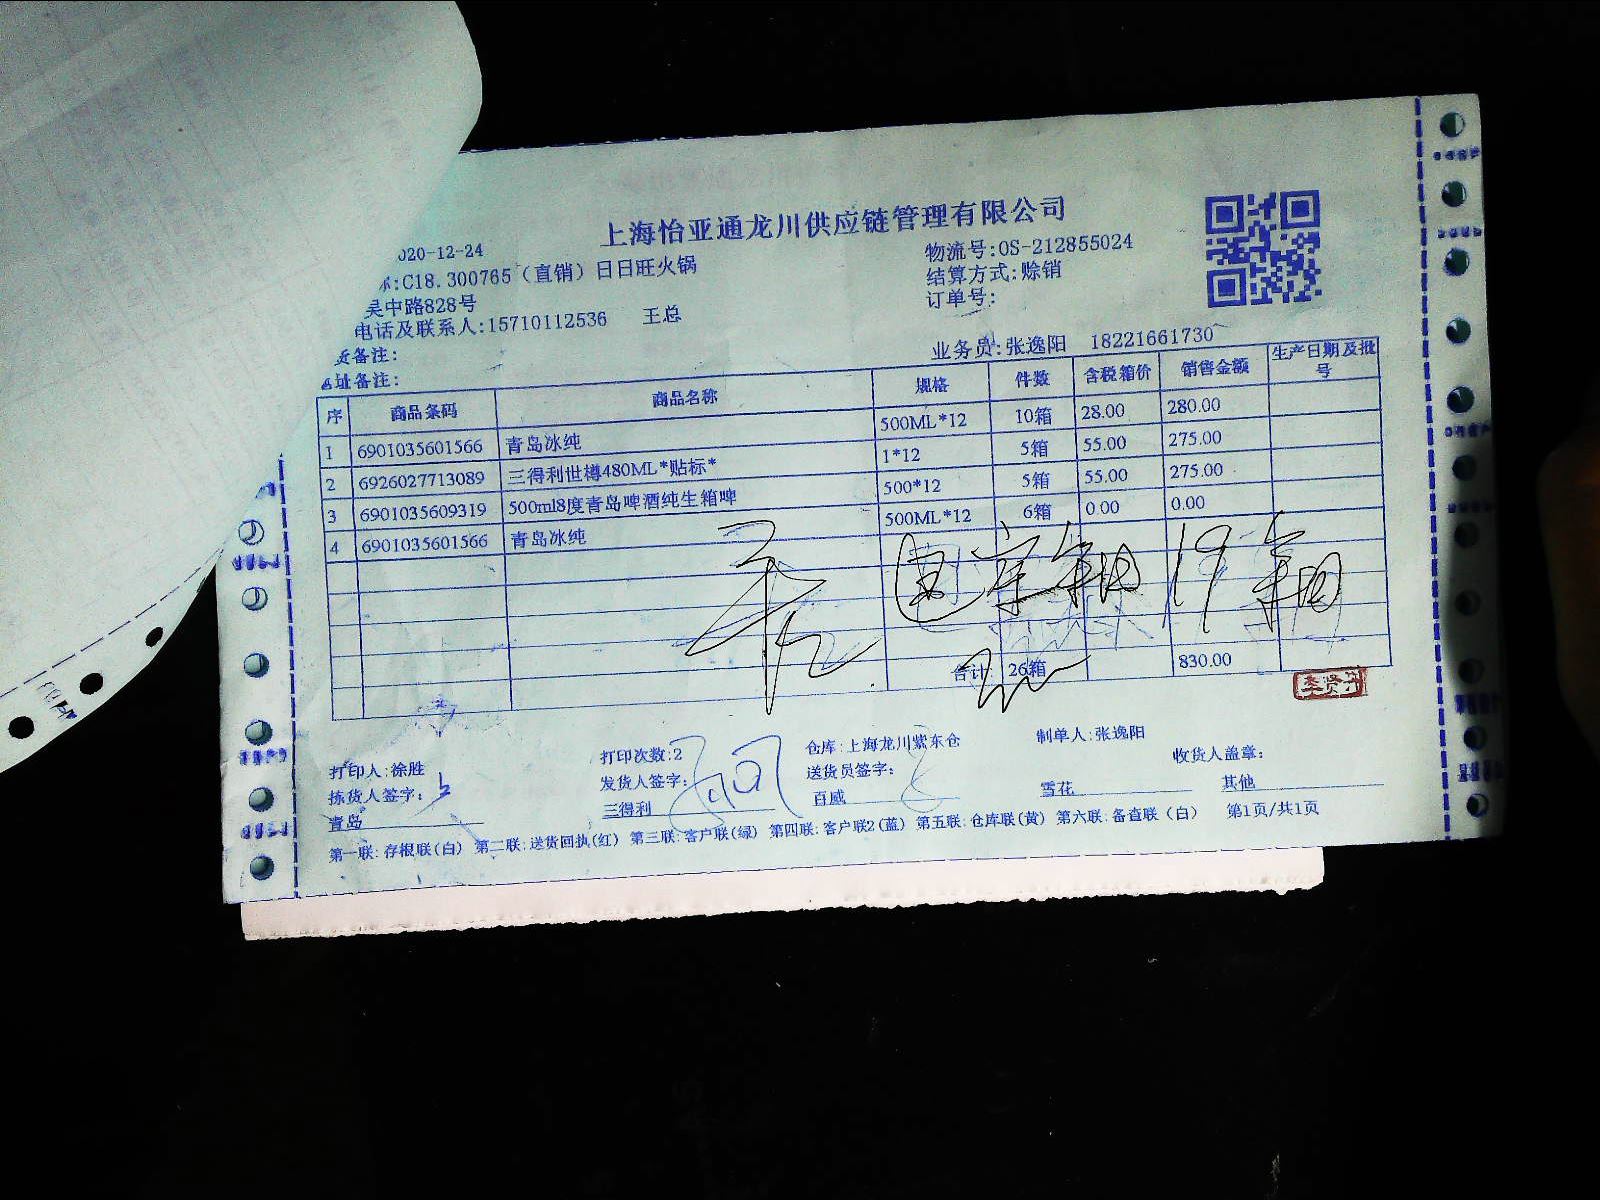 上海怡亚通龙川供应链管理有限公司
020-12-24
物流号:OS-212855024
:C18.300765（直销）日日旺火锅
结算方式:赊销
吴中路828号
订单号:
电话及联系人:15710112536 王总
备注:
业务员:张逸阳 18221661730
址备注:
序 商品条码 商品名称 规格 件数 含税箱价 销售金额 生产日期及批号
1 6901035601566 青岛冰纯 500ML*12 10箱 28.00 280.00
2 6926027713089 三得利世樽480ML*贴标* 1*12 5箱 55.00 275.00
3 6901035609319 500ml8度青岛啤酒纯生箱啤 500*12 5箱 55.00 275.00
4 6901035601566 青岛冰纯 500ML*12 6箱 0.00 0.00
合计: 26箱 830.00
打印人:徐胜 打印次数:2 仓库:上海龙川紫东仓 制单人:张逸阳
拣货人签字: 发货人签字: 送货员签字: 收货人盖章:
青岛 三得利 百威 雪花 其他
第一联:存根联(白) 第二联:送货回执(红) 第三联:客户联(绿) 第四联:客户联2(蓝) 第五联:仓库联(黄) 第六联:备查联(白) 第1页/共1页